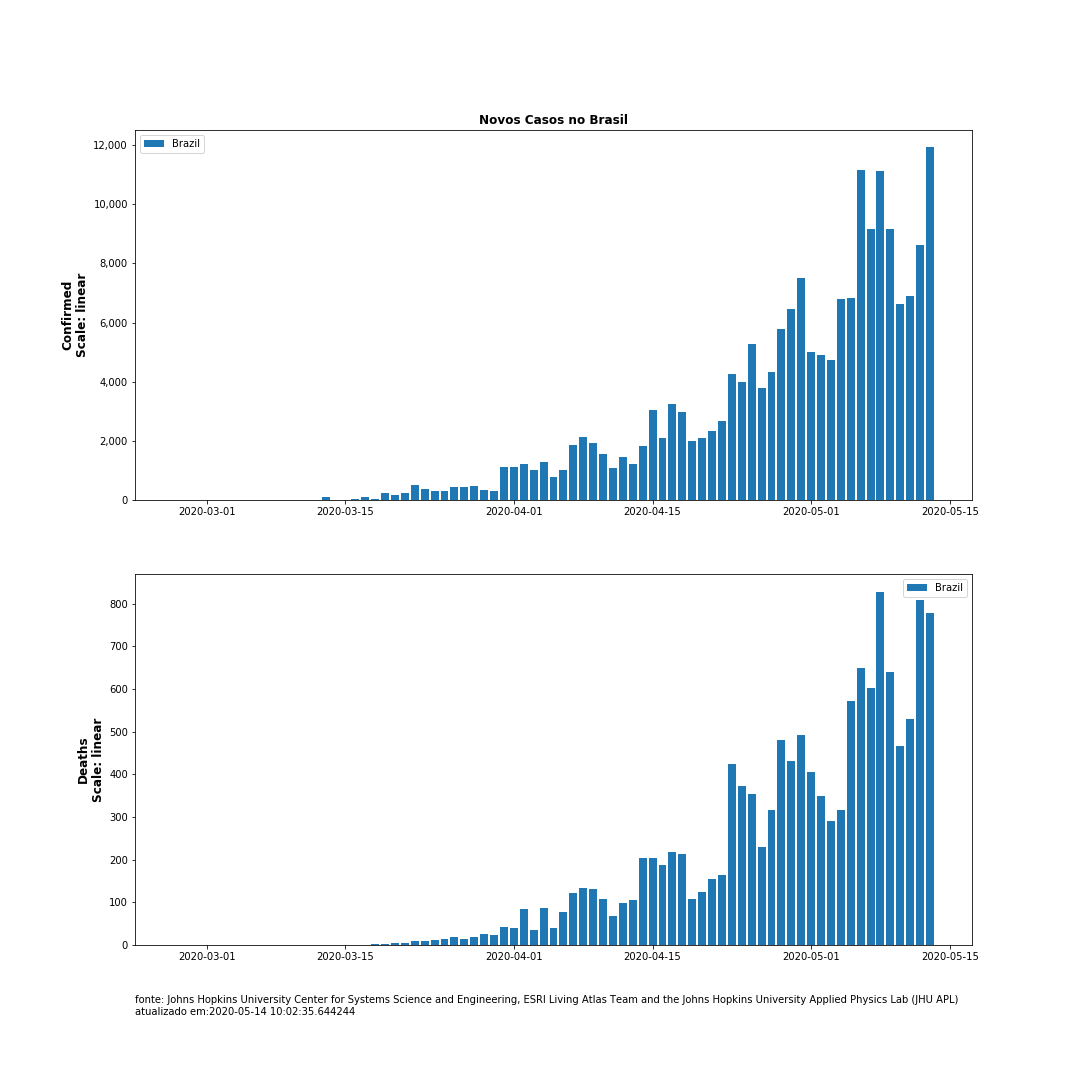 Novos Casos no Brasil
Brazil
12,000
10,000
8,000
6,000
4,000
2,000
0
Confirmed
Scale: linear
2020-03-01 2020-03-15 2020-04-01 2020-04-15 2020-05-01 2020-05-15
Brazil
800
700
600
500
400
300
200
100
0
Deaths
Scale: linear
2020-03-01 2020-03-15 2020-04-01 2020-04-15 2020-05-01 2020-05-15
fonte: Johns Hopkins University Center for Systems Science and Engineering, ESRI Living Atlas Team and the Johns Hopkins University Applied Physics Lab (JHU APL)
atualizado em:2020-05-14 10:02:35.644244